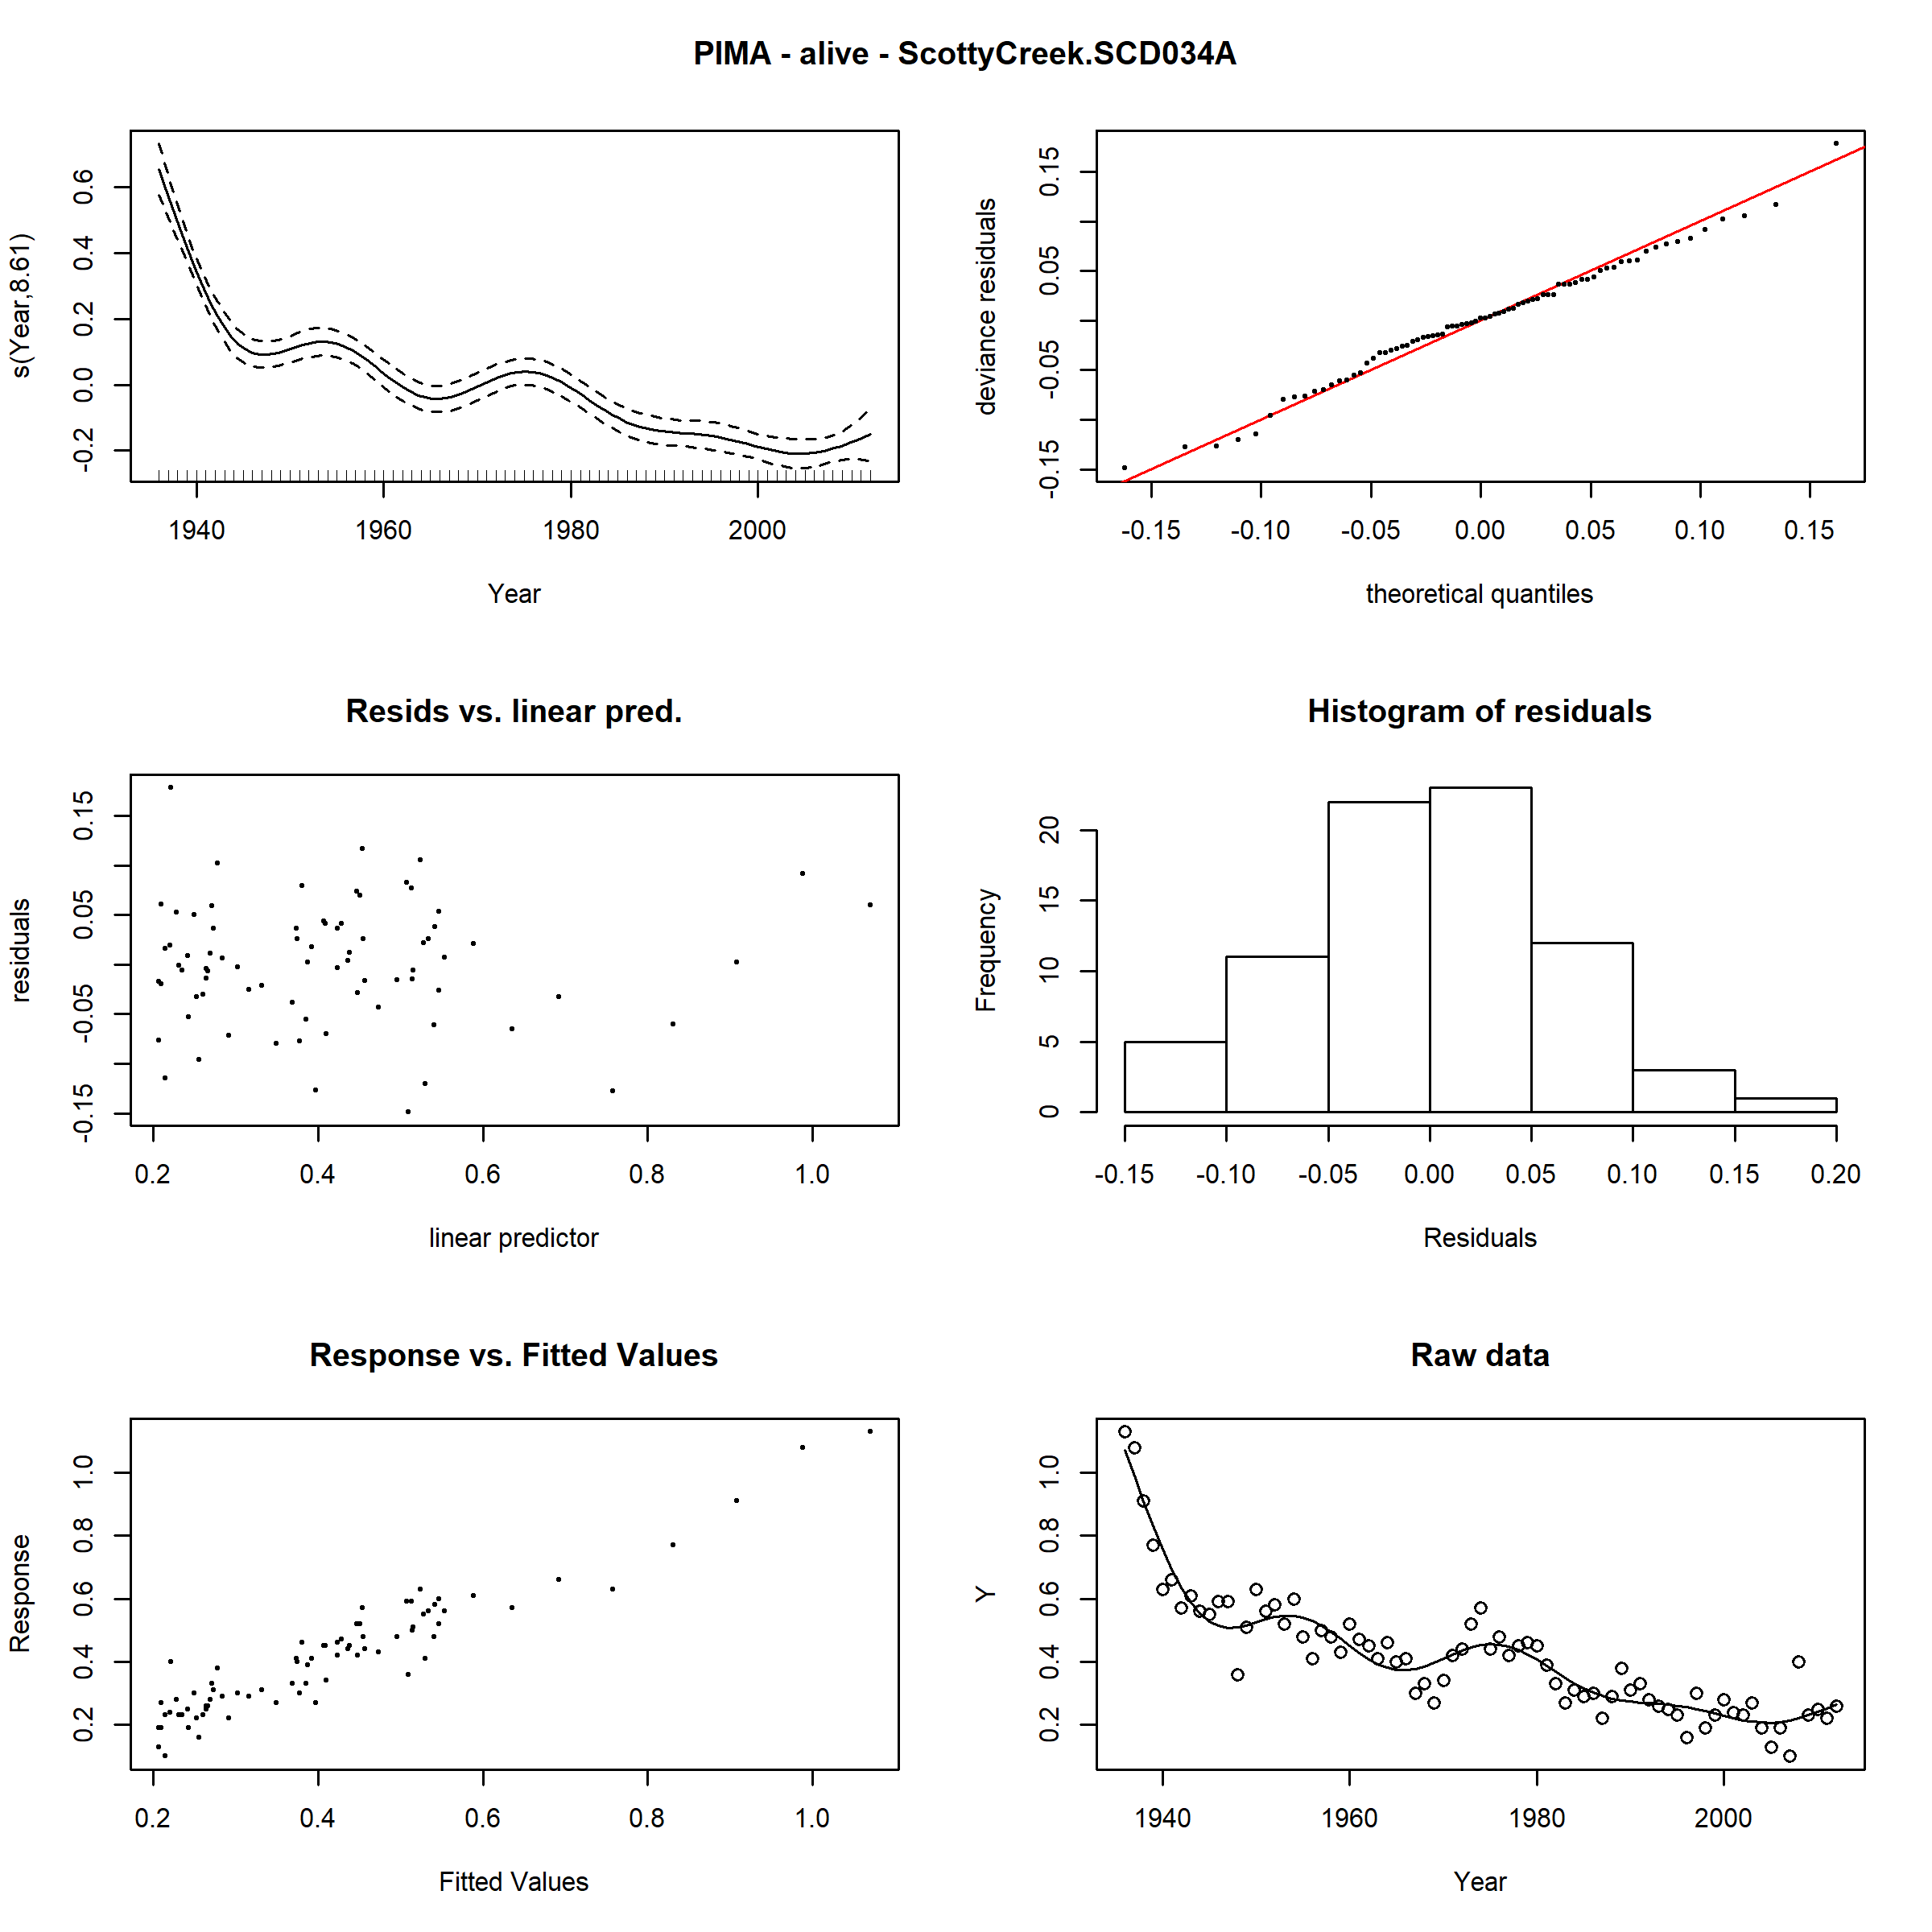 PIMA - alive - ScottyCreek.SCD034A
s(Year,8.61)
-0.2 0.0 0.2 0.4 0.6
1940 1960 1980 2000
Year
deviance residuals
-0.15 -0.05 0.05 0.15
-0.15 -0.10 -0.05 0.00 0.05 0.10 0.15
theoretical quantiles
Resids vs. linear pred.
residuals
-0.15 -0.05 0.05 0.15
0.2 0.4 0.6 0.8 1.0
linear predictor
Histogram of residuals
Frequency
0 5 10 15 20
-0.15 -0.10 -0.05 0.00 0.05 0.10 0.15 0.20
Residuals
Response vs. Fitted Values
Response
0.2 0.4 0.6 0.8 1.0
0.2 0.4 0.6 0.8 1.0
Fitted Values
Raw data
Y
0.2 0.4 0.6 0.8 1.0
1940 1960 1980 2000
Year